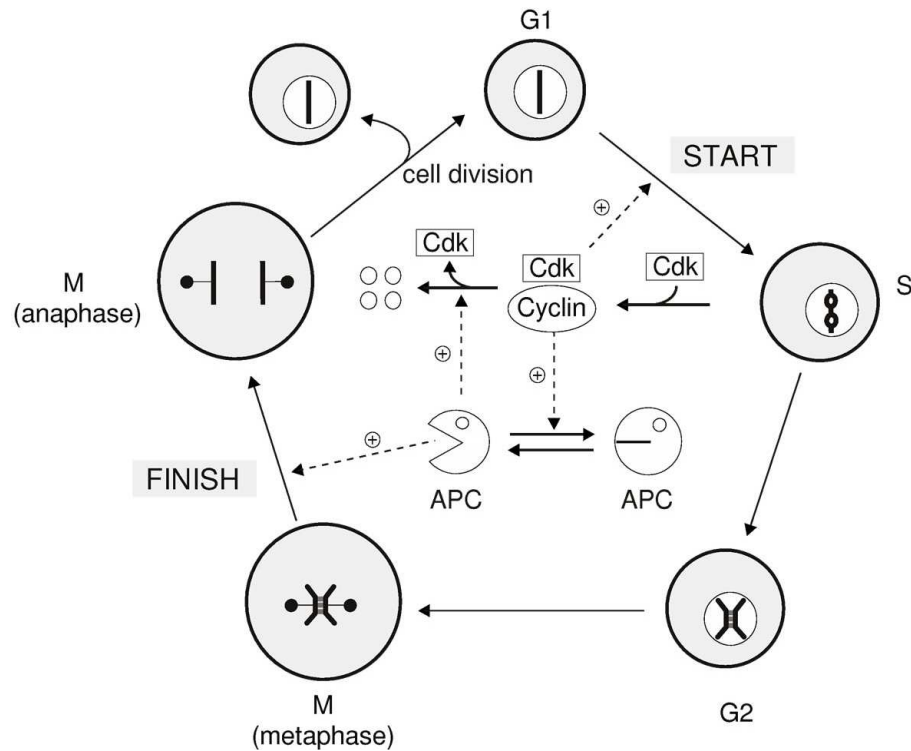 G1
START
cell division
⊕
Cdk
Cdk
Cdk
M
(anaphase)
S
Cyclin
⊕
⊕
⊕
FINISH
APC
APC
M
(metaphase)
G2